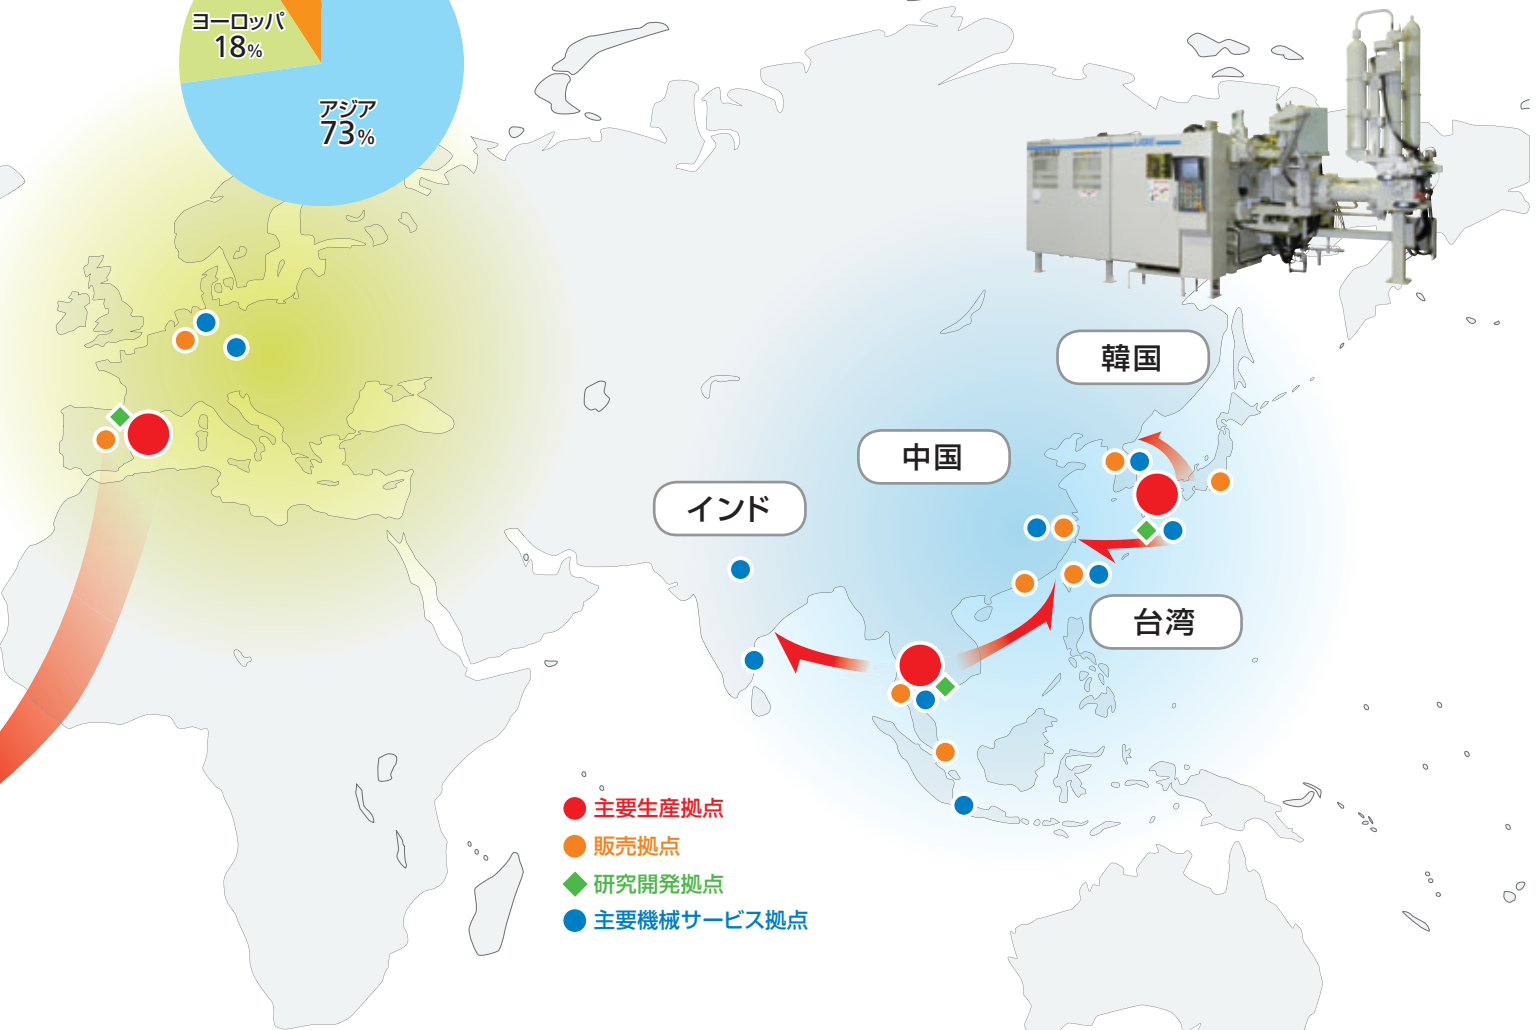 ヨーロッパ
18%
アジア
73%
韓国
中国
インド
台湾
主要生産拠点
販売拠点
研究開発拠点
主要機械サービス拠点